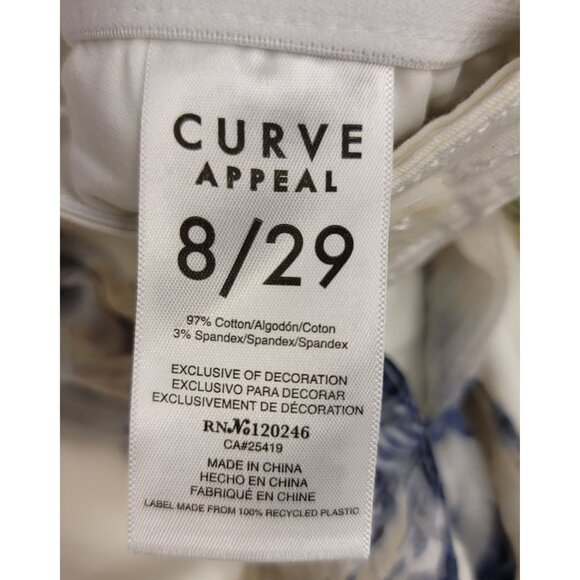 CURVE
APPEAL
8/29
97% Cotton/Algodón/Coton
3% Spandex/Spandex/Spandex
EXCLUSIVE OF DECORATION
EXCLUSIVO PARA DECORAR
EXCLUSIVEMENT DE DÉCORATION
RN№120246
CA#25419
MADE IN CHINA
HECHO EN CHINA
FABRIQUÉ EN CHINE
LABEL MADE FROM 100% RECYCLED PLASTIC